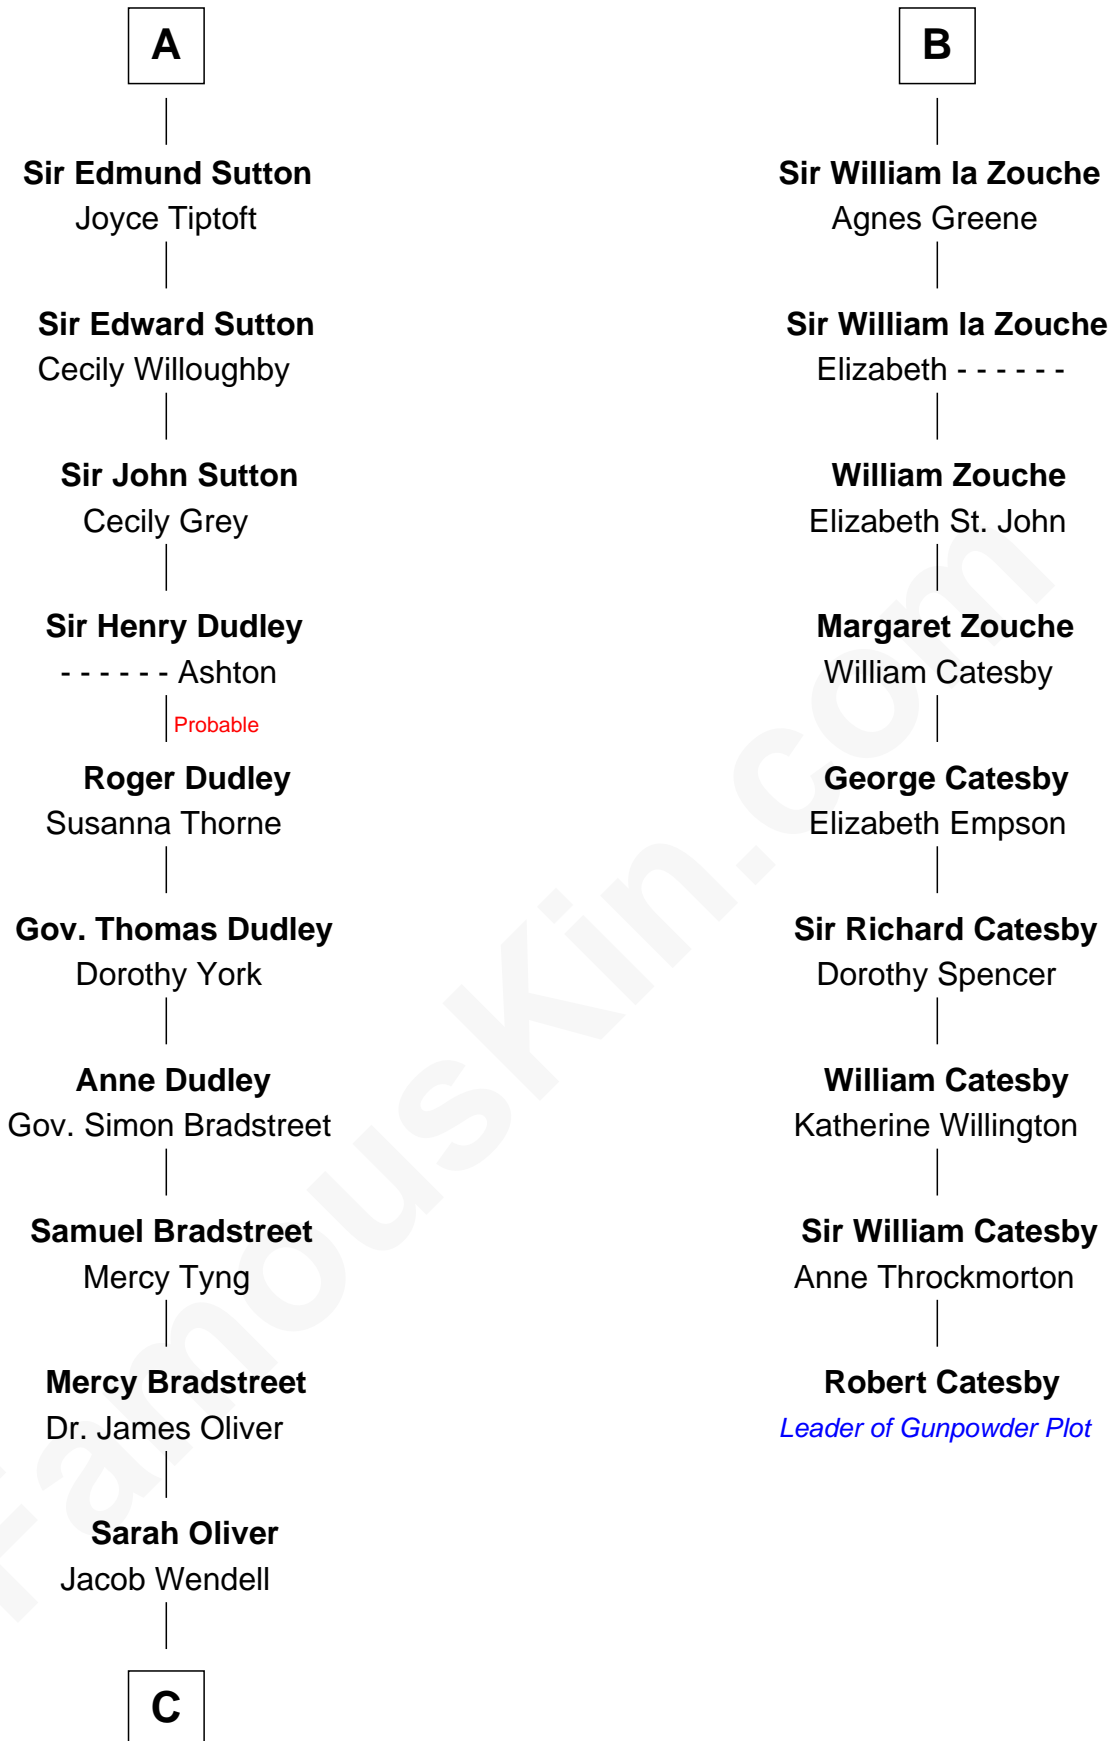 A
Sir Edmund Sutton
Joyce Tiptoft
Sir Edward Sutton
Cecily Willoughby
Sir John Sutton
Cecily Grey
Sir Henry Dudley
- - - - - - Ashton
Probable
Roger Dudley
Susanna Thorne
Gov. Thomas Dudley
Dorothy York
Anne Dudley
Gov. Simon Bradstreet
Samuel Bradstreet
Mercy Tyng
Mercy Bradstreet
Dr. James Oliver
Sarah Oliver
Jacob Wendell
C
B
Sir William la Zouche
Agnes Greene
Sir William la Zouche
Elizabeth - - - - - -
William Zouche
Elizabeth St. John
Margaret Zouche
William Catesby
George Catesby
Elizabeth Empson
Sir Richard Catesby
Dorothy Spencer
William Catesby
Katherine Willington
Sir William Catesby
Anne Throckmorton
Robert Catesby
Leader of Gunpowder Plot
FamousKin.com